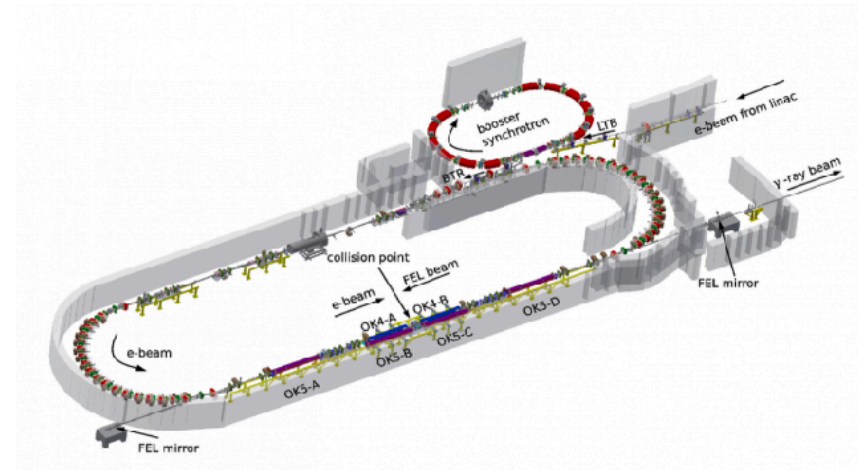 booster
synchrotron
LTB
e-beam from linac
BTR
γ-ray beam
FEL mirror
collision point
e-beam
FEL beam
OK4-A
OK4-B
OK5-D
OK5-C
OK5-B
OK5-A
e-beam
FEL mirror